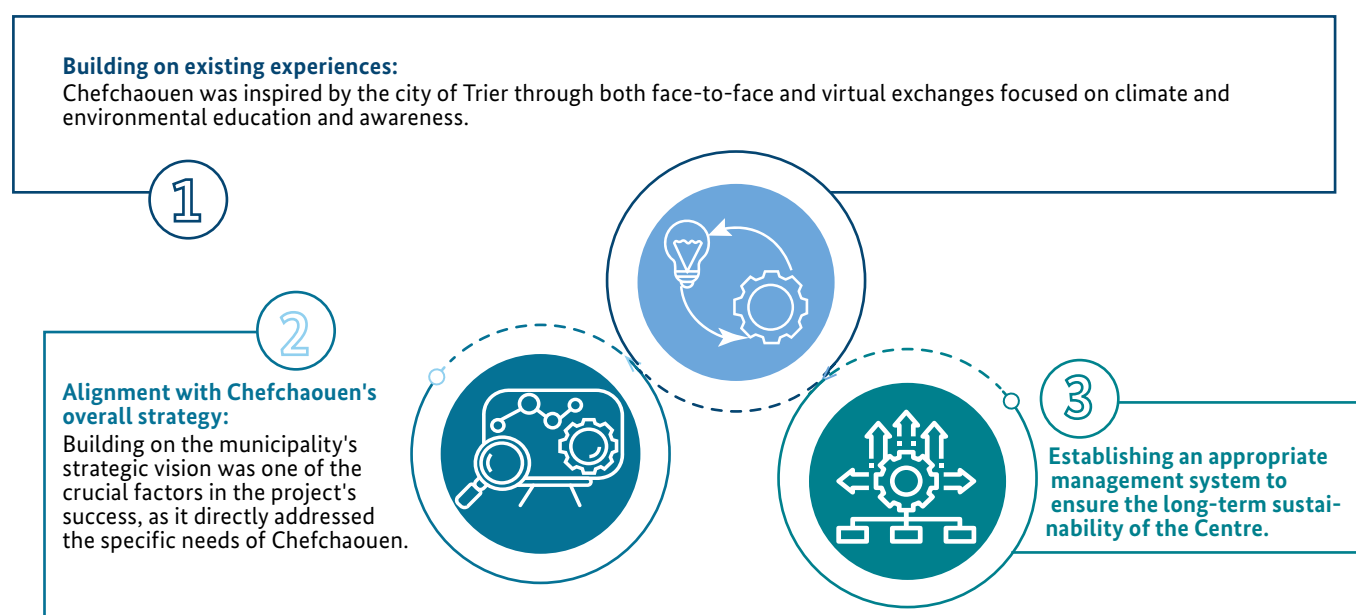 Building on existing experiences:
Chefchaouen was inspired by the city of Trier through both face-to-face and virtual exchanges focused on climate and
environmental education and awareness.
1
2
Alignment with Chefchaouen's
overall strategy:
Building on the municipality's
strategic vision was one of the
crucial factors in the project's
success, as it directly addressed
the specific needs of Chefchaouen.
3
Establishing an appropriate
management system to
ensure the long-term sustai-
nability of the Centre.